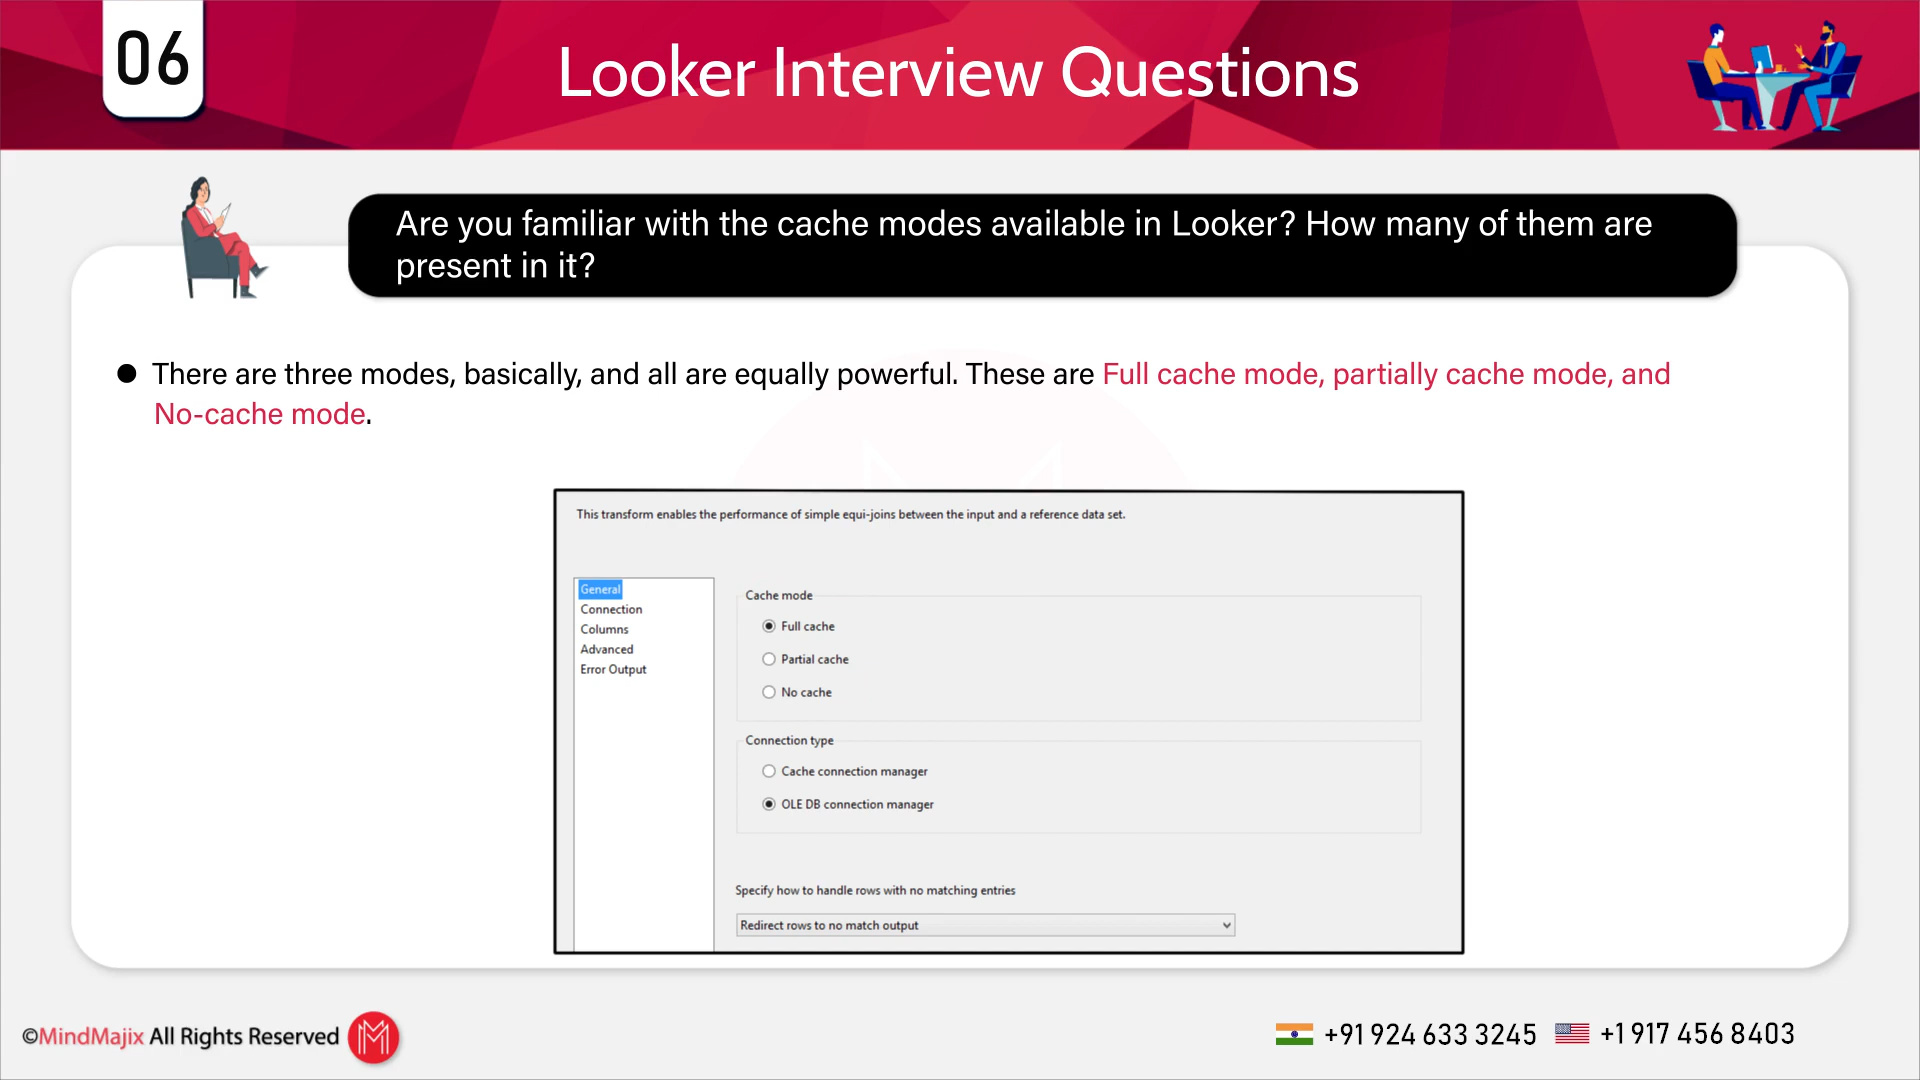 06
Looker Interview Questions
Are you familiar with the cache modes available in Looker? How many of them are
present in it?
● There are three modes, basically, and all are equally powerful. These are Full cache mode, partially cache mode, and
No-cache mode.
This transform enables the performance of simple equi-joins between the input and a reference data set.
General
Connection
Columns
Advanced
Error Output
Cache mode
Full cache
Partial cache
No cache
Connection type
Cache connection manager
OLE DB connection manager
Specify how to handle rows with no matching entries
Redirect rows to no match output
©MindMajix All Rights Reserved
+91 924 633 3245
+1 917 456 8403